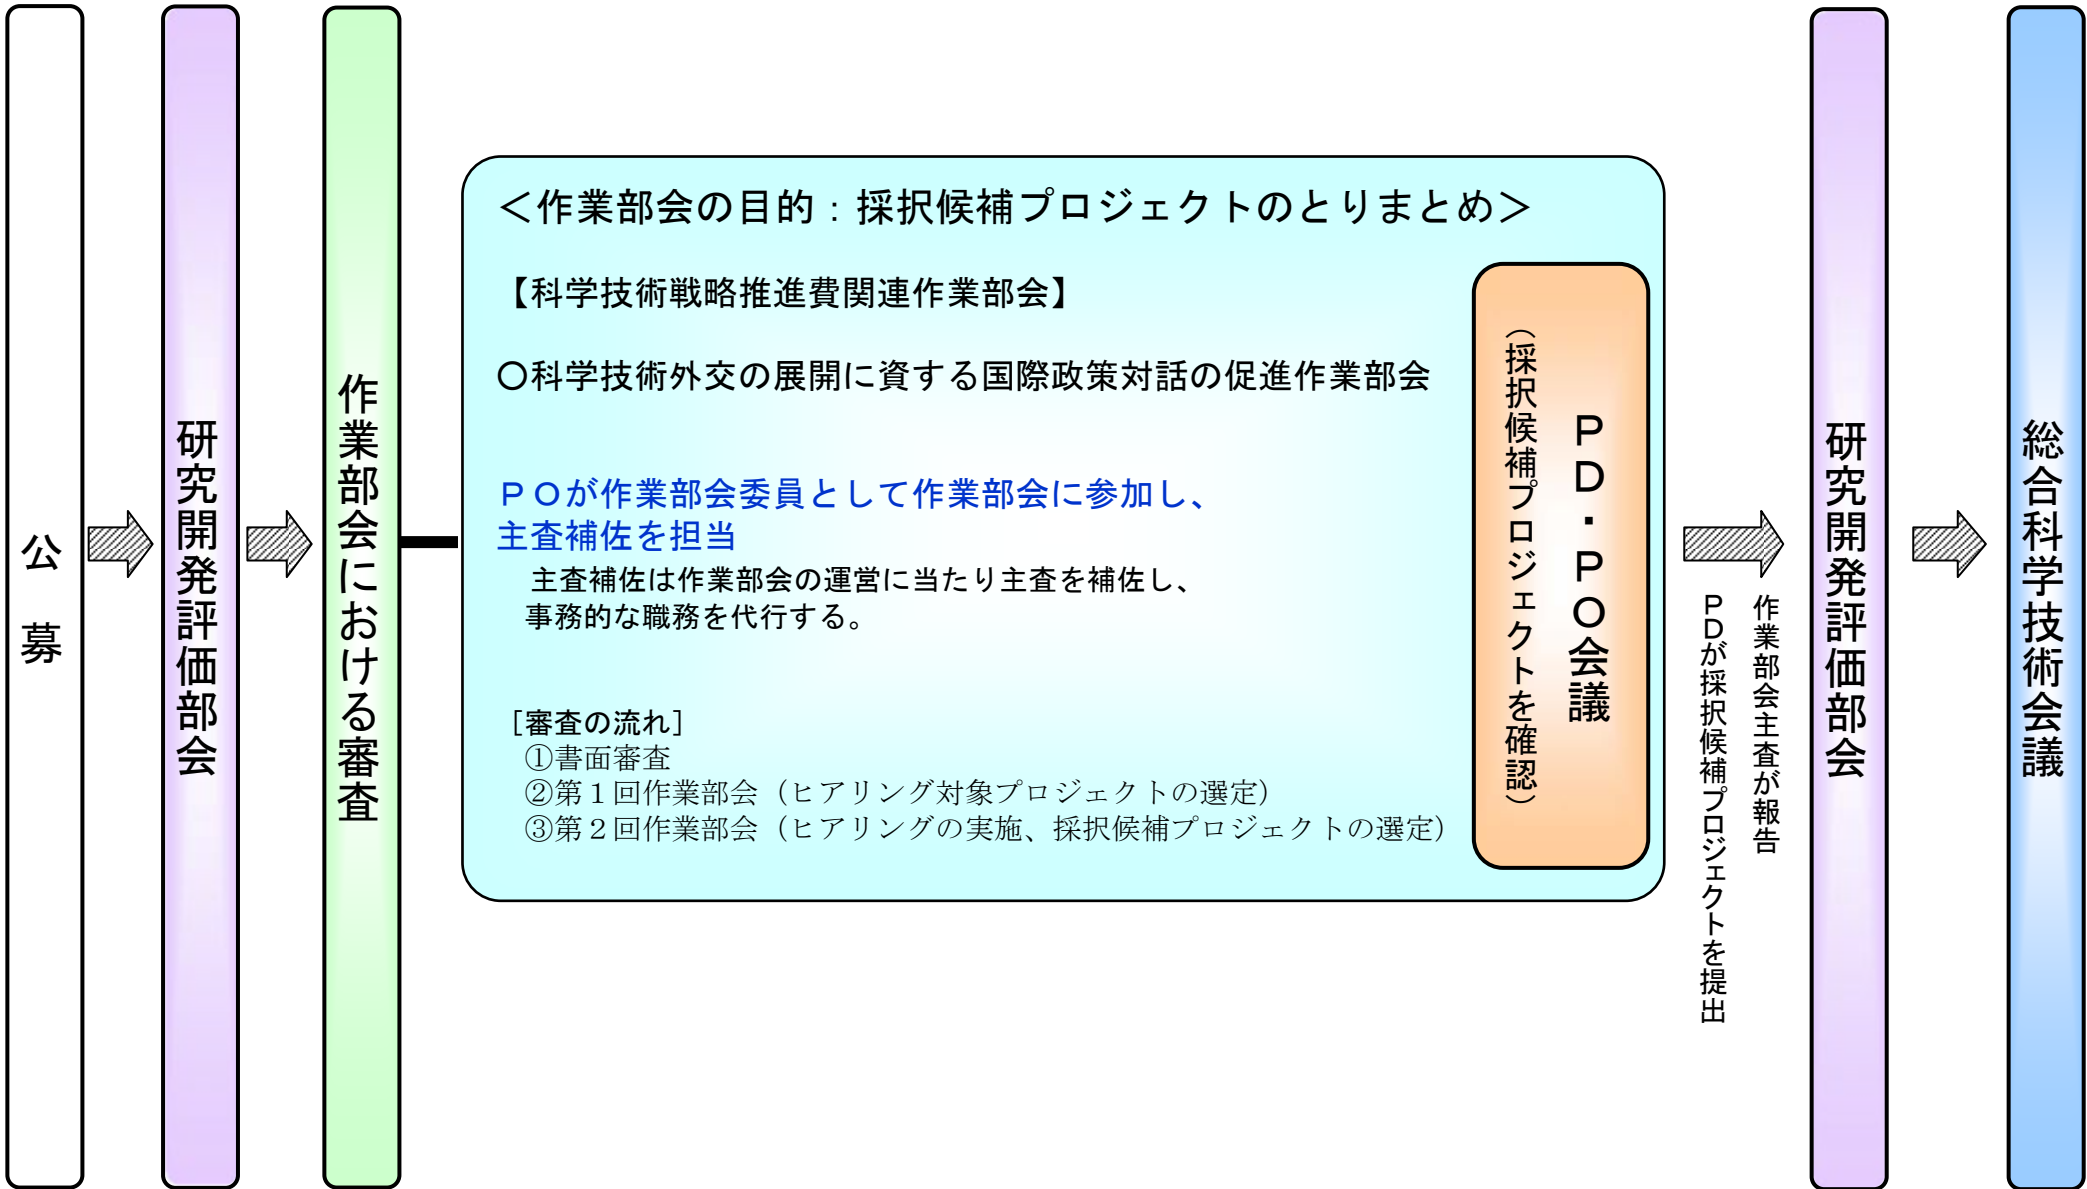 公募
研究開発評価部会
作業部会における審査
＜作業部会の目的：採択候補プロジェクトのとりまとめ＞
【科学技術戦略推進費関連作業部会】
○科学技術外交の展開に資する国際政策対話の促進作業部会
ＰＯが作業部会委員として作業部会に参加し、
主査補佐を担当
主査補佐は作業部会の運営に当たり主査を補佐し、
事務的な職務を代行する。
［審査の流れ］
①書面審査
②第１回作業部会（ヒアリング対象プロジェクトの選定）
③第２回作業部会（ヒアリングの実施、採択候補プロジェクトの選定）
ＰＤ・ＰＯ会議
（採択候補プロジェクトを確認）
作業部会主査が報告
ＰＤが採択候補プロジェクトを提出
研究開発評価部会
総合科学技術会議